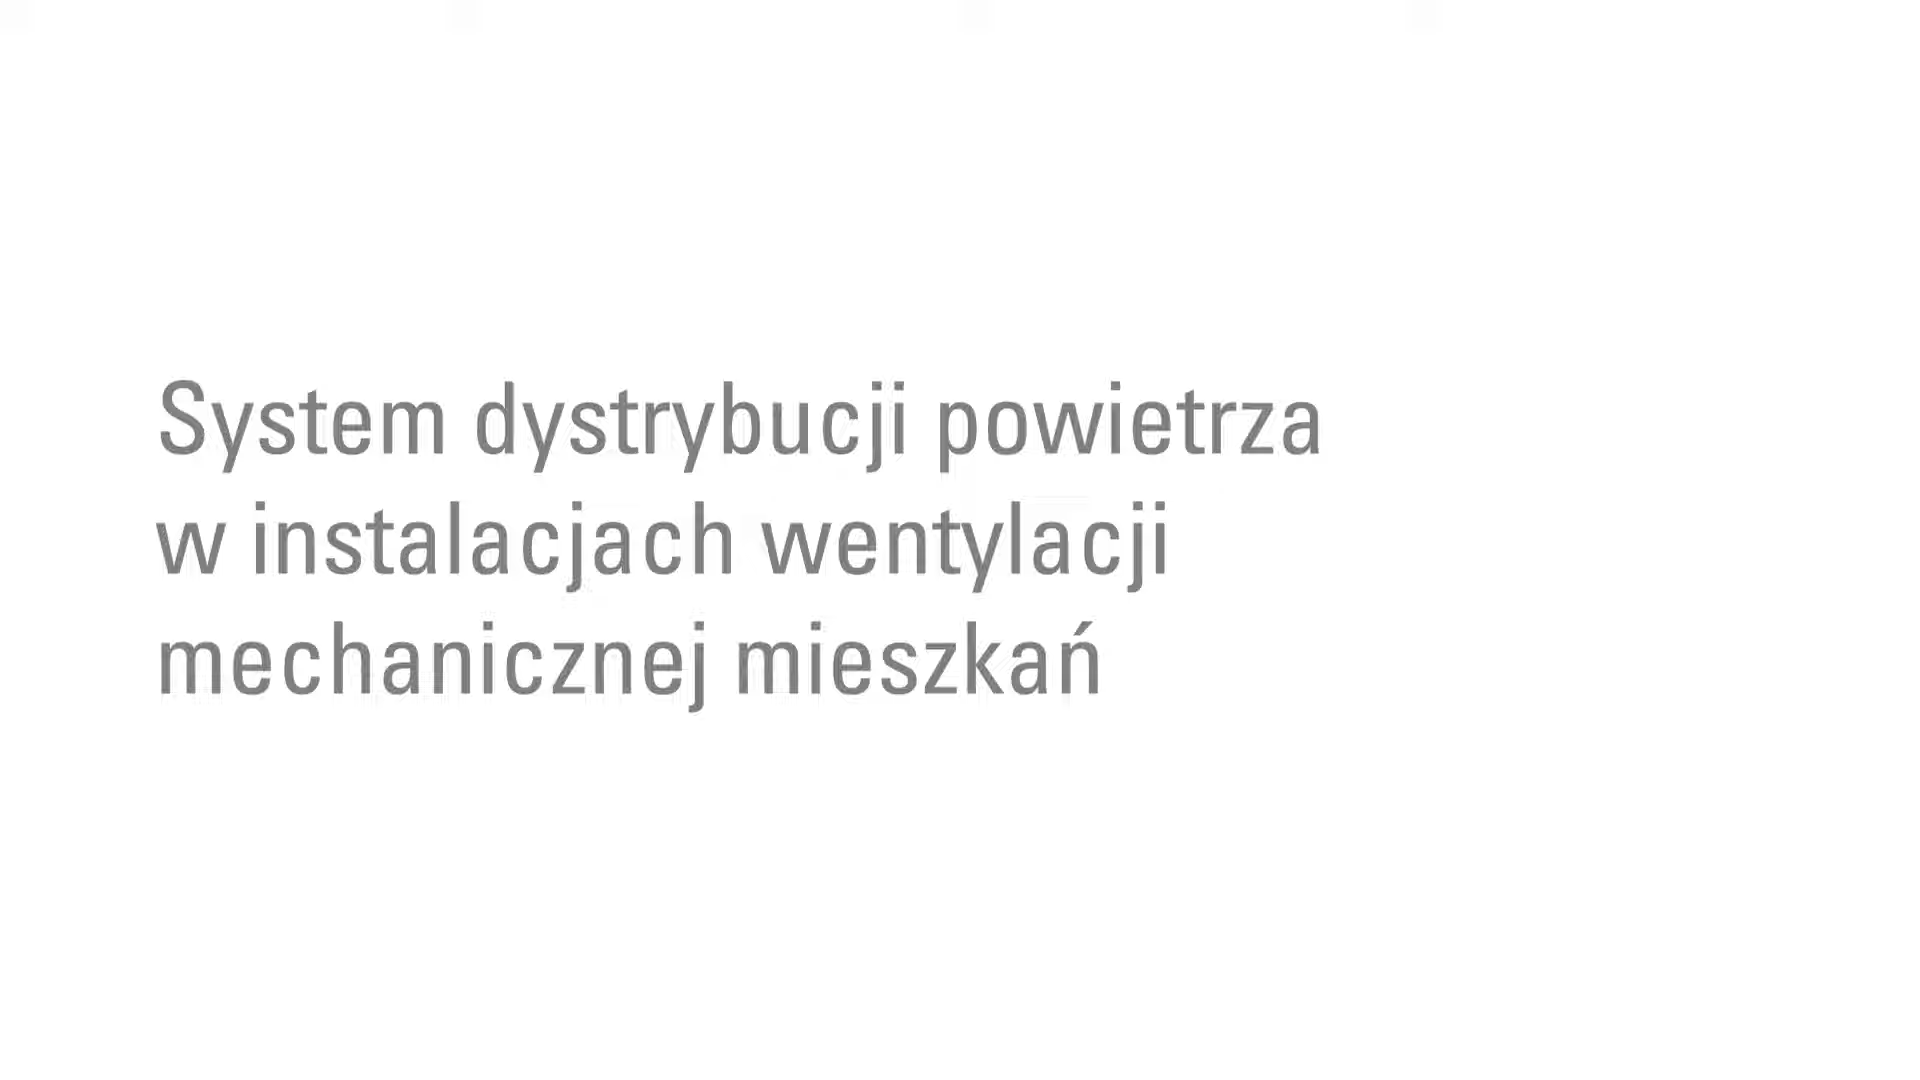 System dystrybucji powietrza
w instalacjach wentylacji
mechanicznej mieszkań